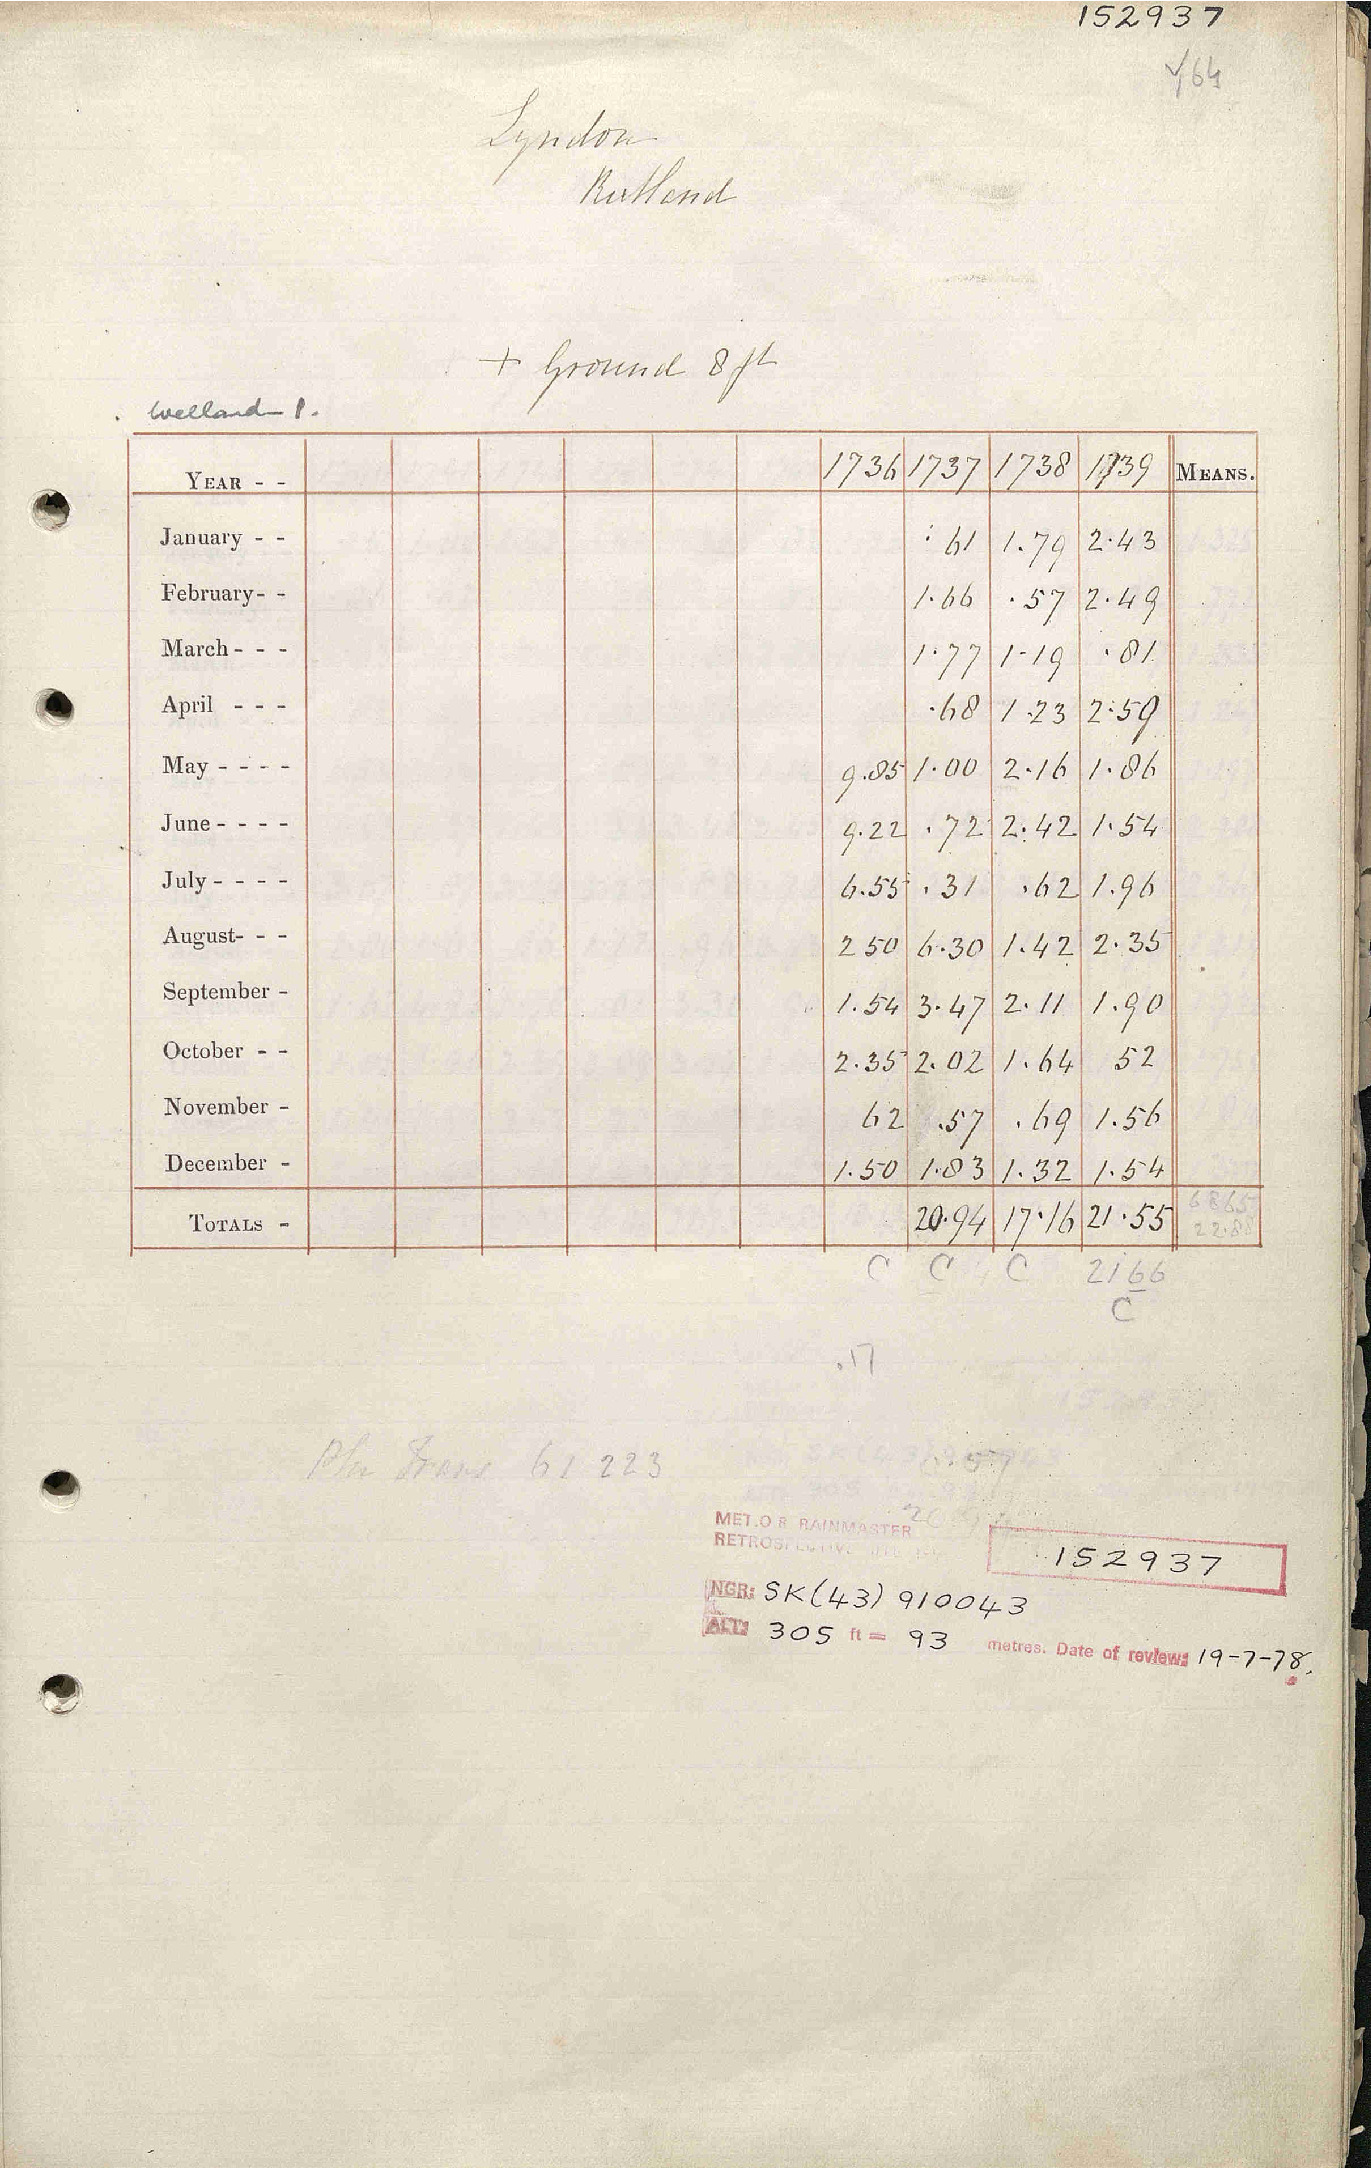 152937
√64
Lyndon
Rutland
+ Ground 8 ft
Welland P.
YEAR - - 1736 1737 1738 1739 MEANS.
January - - .61 1.79 2.43
February- - 1.66 .57 2.49
March - - - 1.77 1.19 .81
April - - - .68 1.23 2.59
May - - - - 9.85 1.00 2.16 1.86
June - - - - 9.22 .72 2.42 1.54
July - - - - 6.55 .31 .62 1.96
August- - - 2 50 6.30 1.42 2.35
September - 1.54 3.47 2.11 1.90
October - - 2.35 2.02 1.64 52
November - 62 .57 .69 1.56
December - 1.50 1.83 1.32 1.54
TOTALS - 20.94 17.16 21.55 6865
22.88
C C C 2166
C
.17
Phil Trans 61 223
MET.O 8 RAINMASTER
RETROSPECTIVE
152937
NGR: SK(43) 910043
ALT: 305 ft = 93 metres. Date of review: 19-7-78.